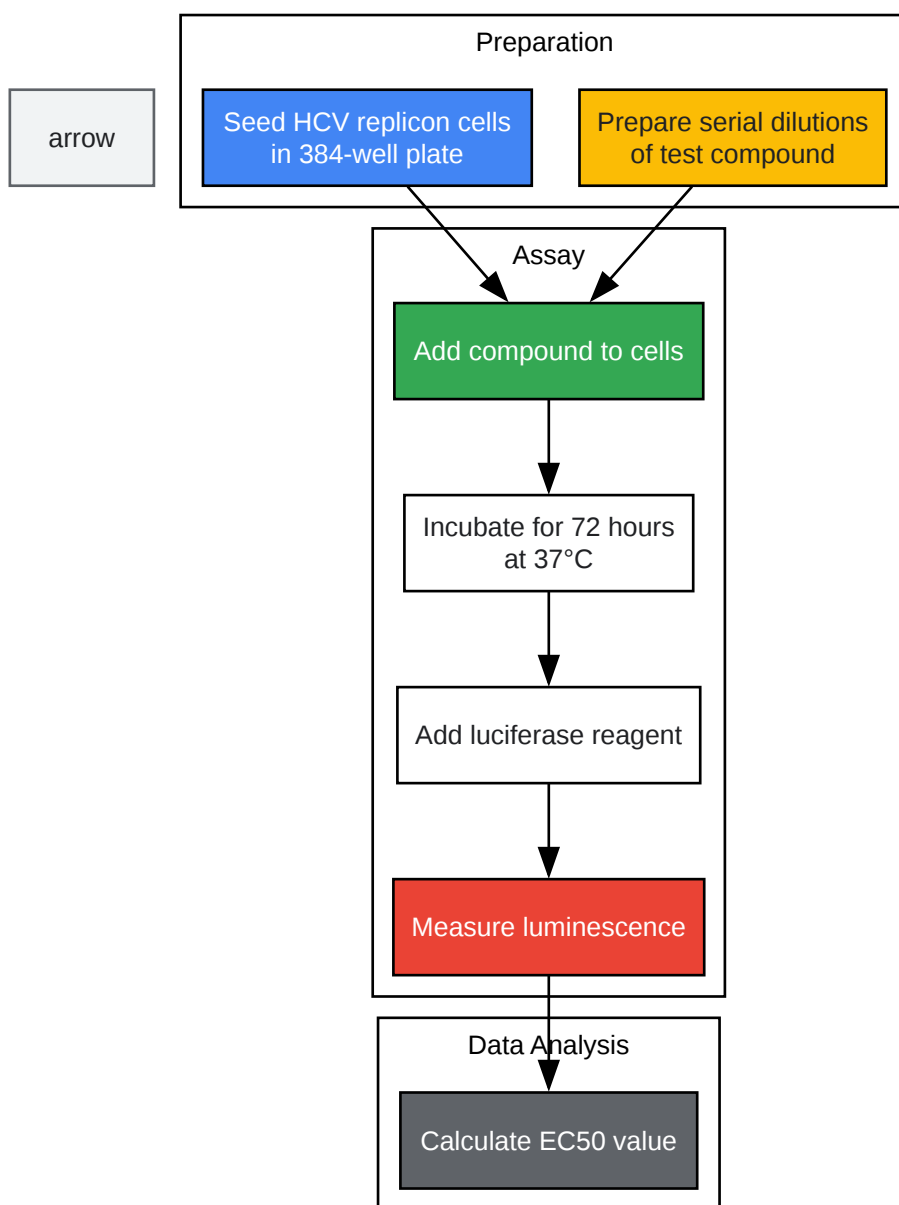 Preparation
arrow
Seed HCV replicon cells
in 384-well plate
Prepare serial dilutions
of test compound
Assay
Add compound to cells
Incubate for 72 hours
at 37°C
Add luciferase reagent
Measure luminescence
Data Analysis
Calculate EC50 value